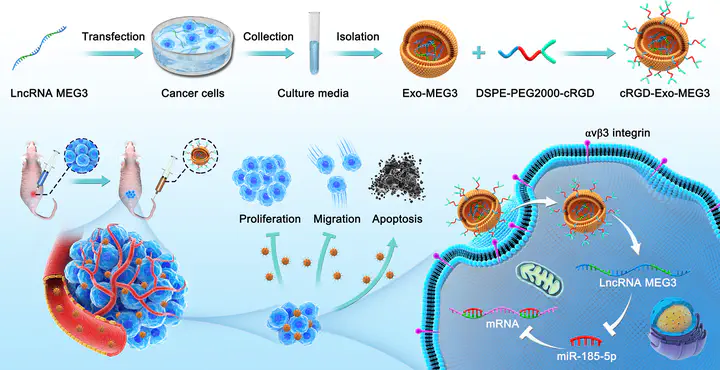 Transfection
Collection
Isolation
LncRNA MEG3
Cancer cells
Culture media
Exo-MEG3
DSPE-PEG2000-cRGD
cRGD-Exo-MEG3
αvβ3 integrin
Proliferation
Migration
Apoptosis
LncRNA MEG3
mRNA
miR-185-5p